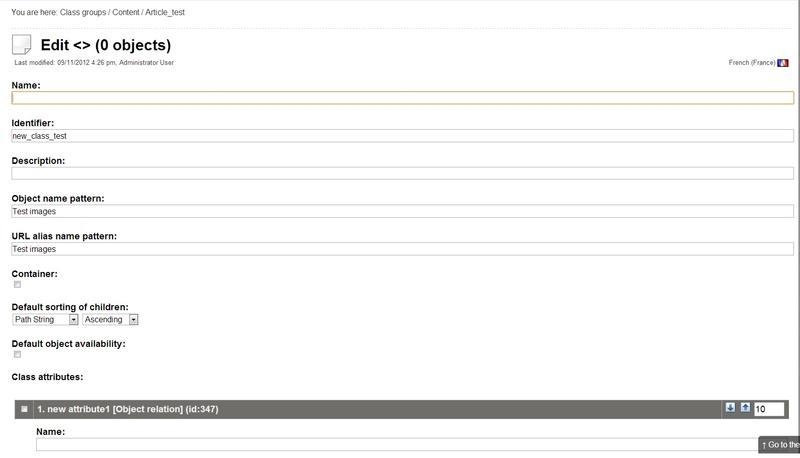 You are here: Class groups / Content / Article_test
Edit <> (0 objects)
Last modified: 09/11/2012 4:26 pm, Administrator User
French (France)
Name:
Identifier:
new_class_test
Description:
Object name pattern:
Test images
URL alias name pattern:
Test images
Container:
Default sorting of children:
Path String Ascending
Default object availability:
Class attributes:
1. new attribute1 [Object relation] (id:347) 10
Name:
↑ Go to the